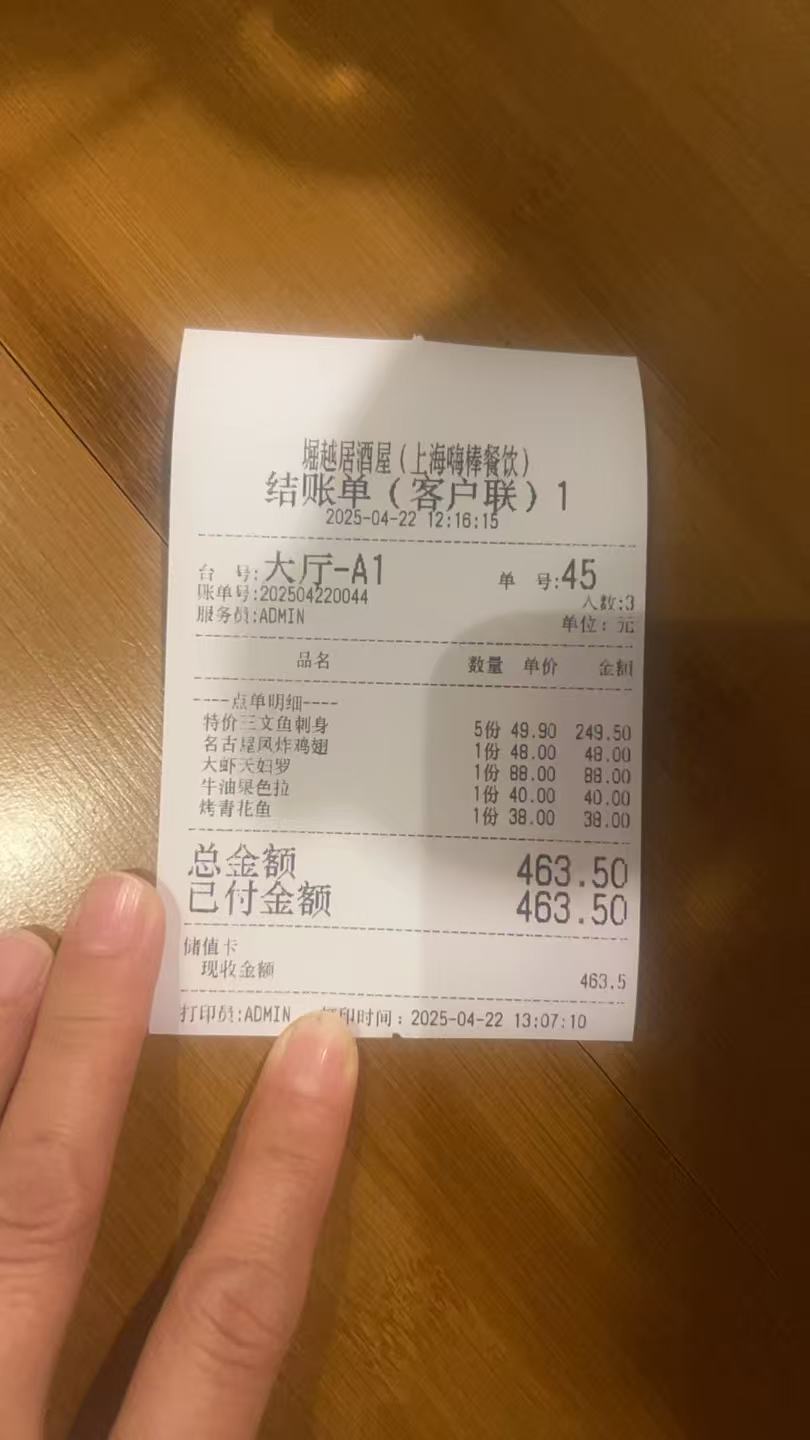 堀越居酒屋（上海嗨棒餐饮）
结账单（客户联）1
2025-04-22 12:16:15
台 号:大厅-A1 单 号:45
账单号:202504220044 人数:3
服务员:ADMIN 单位: 元
品名 数量 单价 金额
----点单明细----
特价三文鱼刺身 5份 49.90 249.50
名古屋风炸鸡翅 1份 48.00 48.00
大虾天妇罗 1份 88.00 88.00
牛油果色拉 1份 40.00 40.00
烤青花鱼 1份 38.00 38.00
总金额 463.50
已付金额 463.50
储值卡
现收金额 463.5
打印员:ADMIN 打印时间：2025-04-22 13:07:10